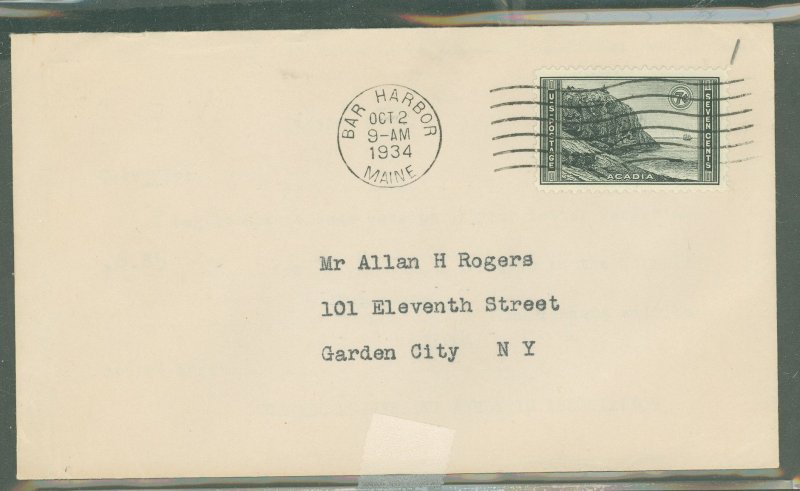 BAR HARBOR
OCT 2
9-AM
1934
MAINE
U·S·POSTAGE
7¢
SEVEN CENTS
ACADIA
Mr Allan H Rogers
101 Eleventh Street
Garden City N Y